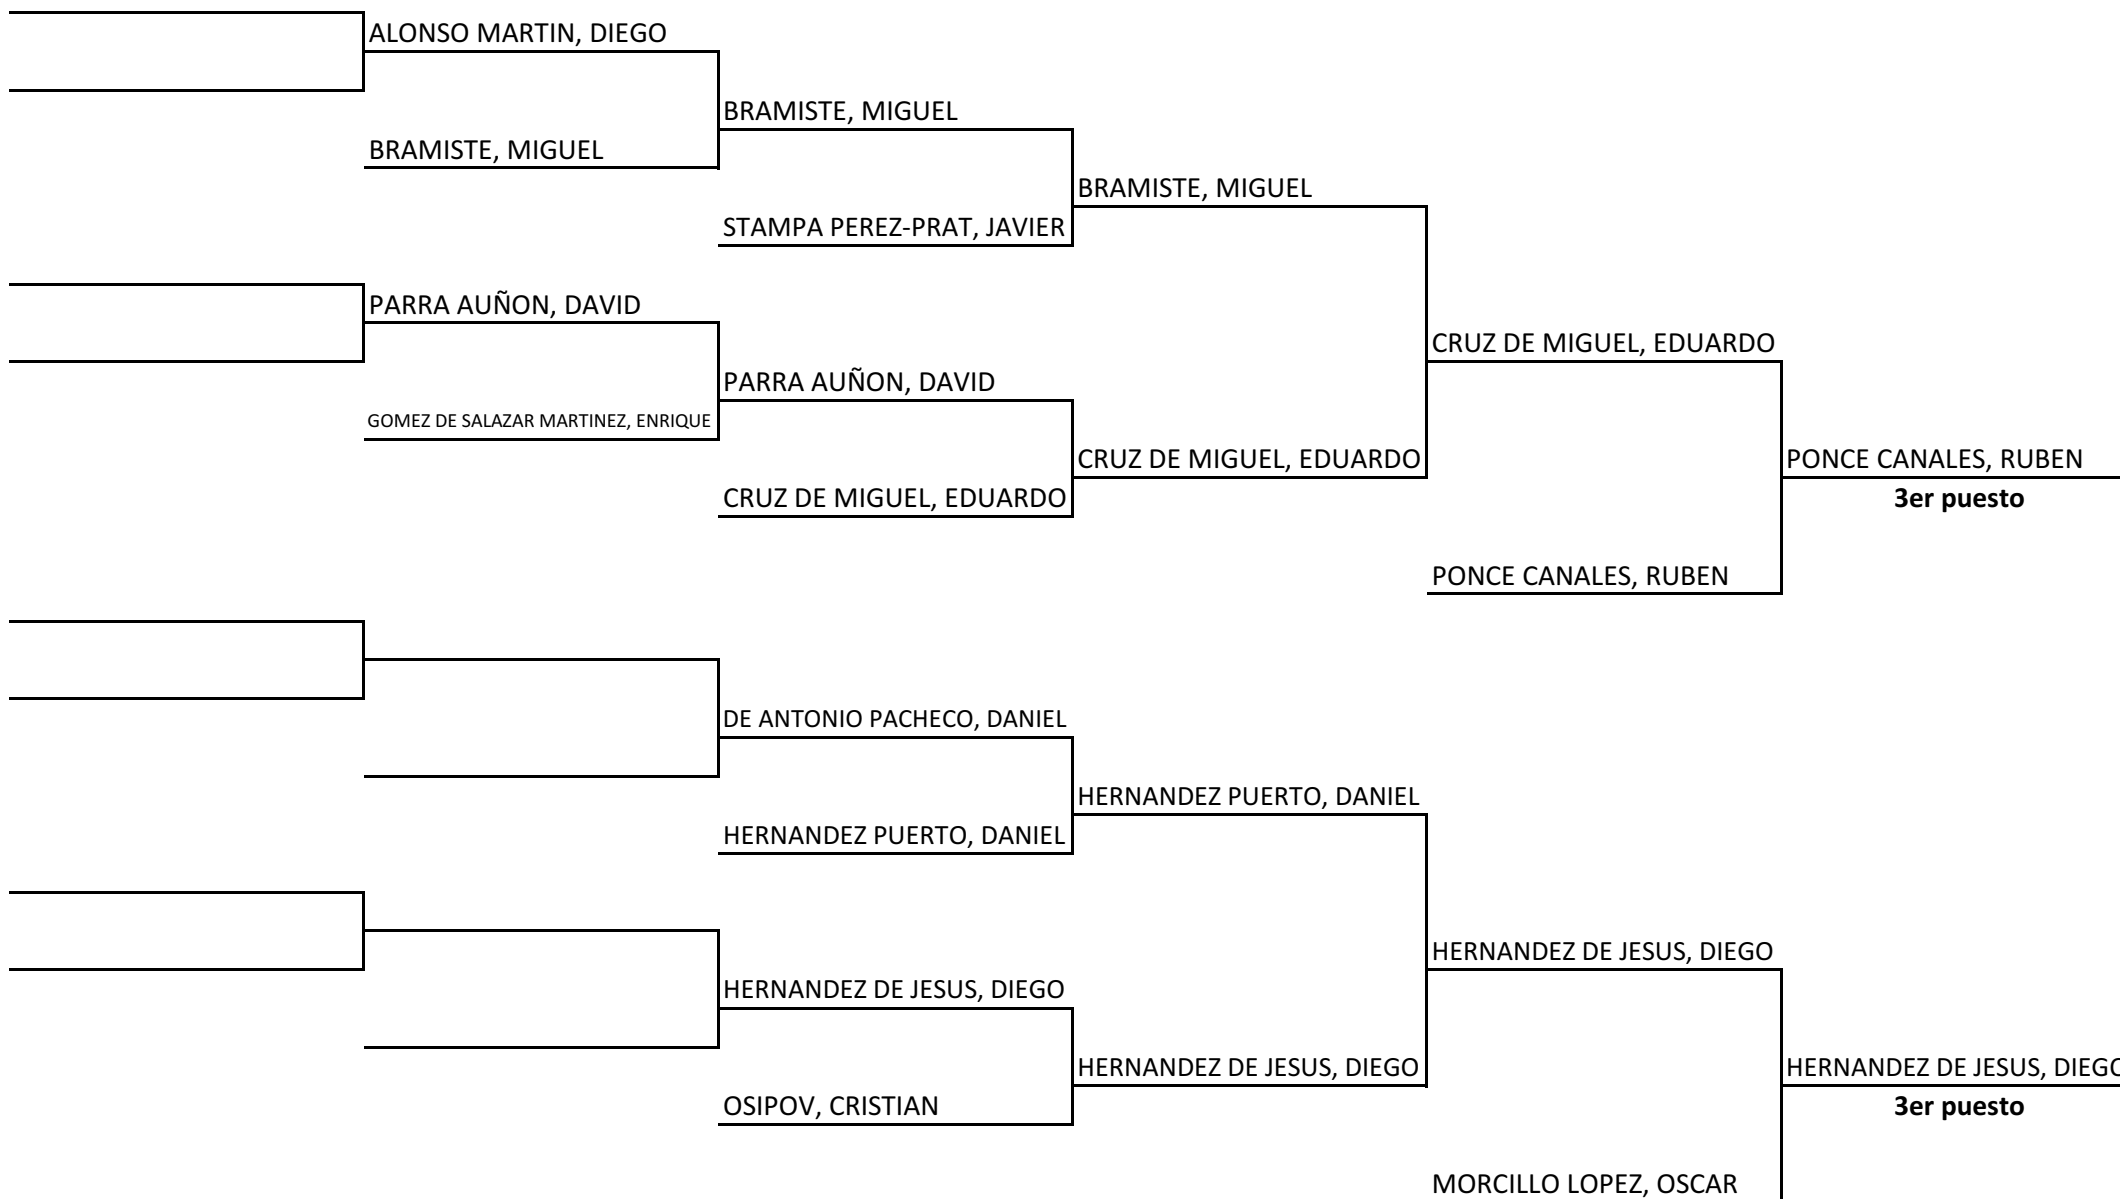 ALONSO MARTIN, DIEGO
BRAMISTE, MIGUEL
BRAMISTE, MIGUEL
BRAMISTE, MIGUEL
STAMPA PEREZ-PRAT, JAVIER
PARRA AUÑON, DAVID
CRUZ DE MIGUEL, EDUARDO
PARRA AUÑON, DAVID
GOMEZ DE SALAZAR MARTINEZ, ENRIQUE
CRUZ DE MIGUEL, EDUARDO
PONCE CANALES, RUBEN
CRUZ DE MIGUEL, EDUARDO
3er puesto
PONCE CANALES, RUBEN
DE ANTONIO PACHECO, DANIEL
HERNANDEZ PUERTO, DANIEL
HERNANDEZ PUERTO, DANIEL
HERNANDEZ DE JESUS, DIEGO
HERNANDEZ DE JESUS, DIEGO
HERNANDEZ DE JESUS, DIEGO
HERNANDEZ DE JESUS, DIEGO
OSIPOV, CRISTIAN
3er puesto
MORCILLO LOPEZ, OSCAR